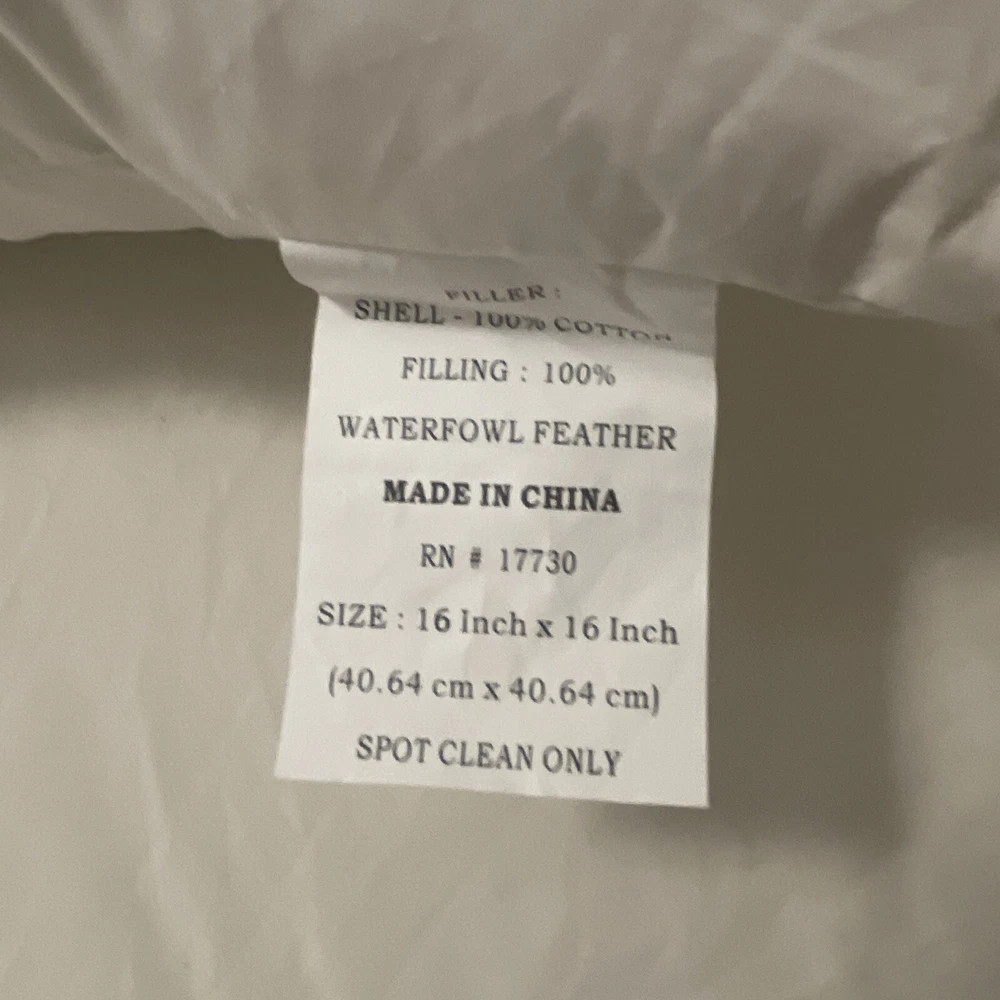 FILLER :
SHELL - 100% COTTON
FILLING : 100%
WATERFOWL FEATHER
MADE IN CHINA
RN # 17730
SIZE : 16 Inch x 16 Inch
(40.64 cm x 40.64 cm)
SPOT CLEAN ONLY